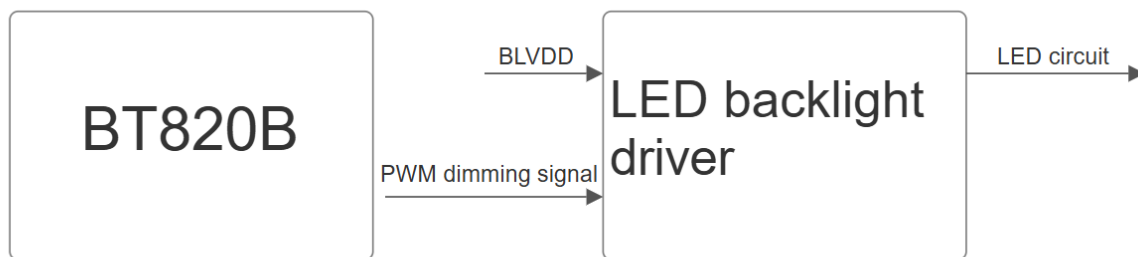 BT820B
BLVDD
PWM dimming signal
LED backlight
driver
LED circuit